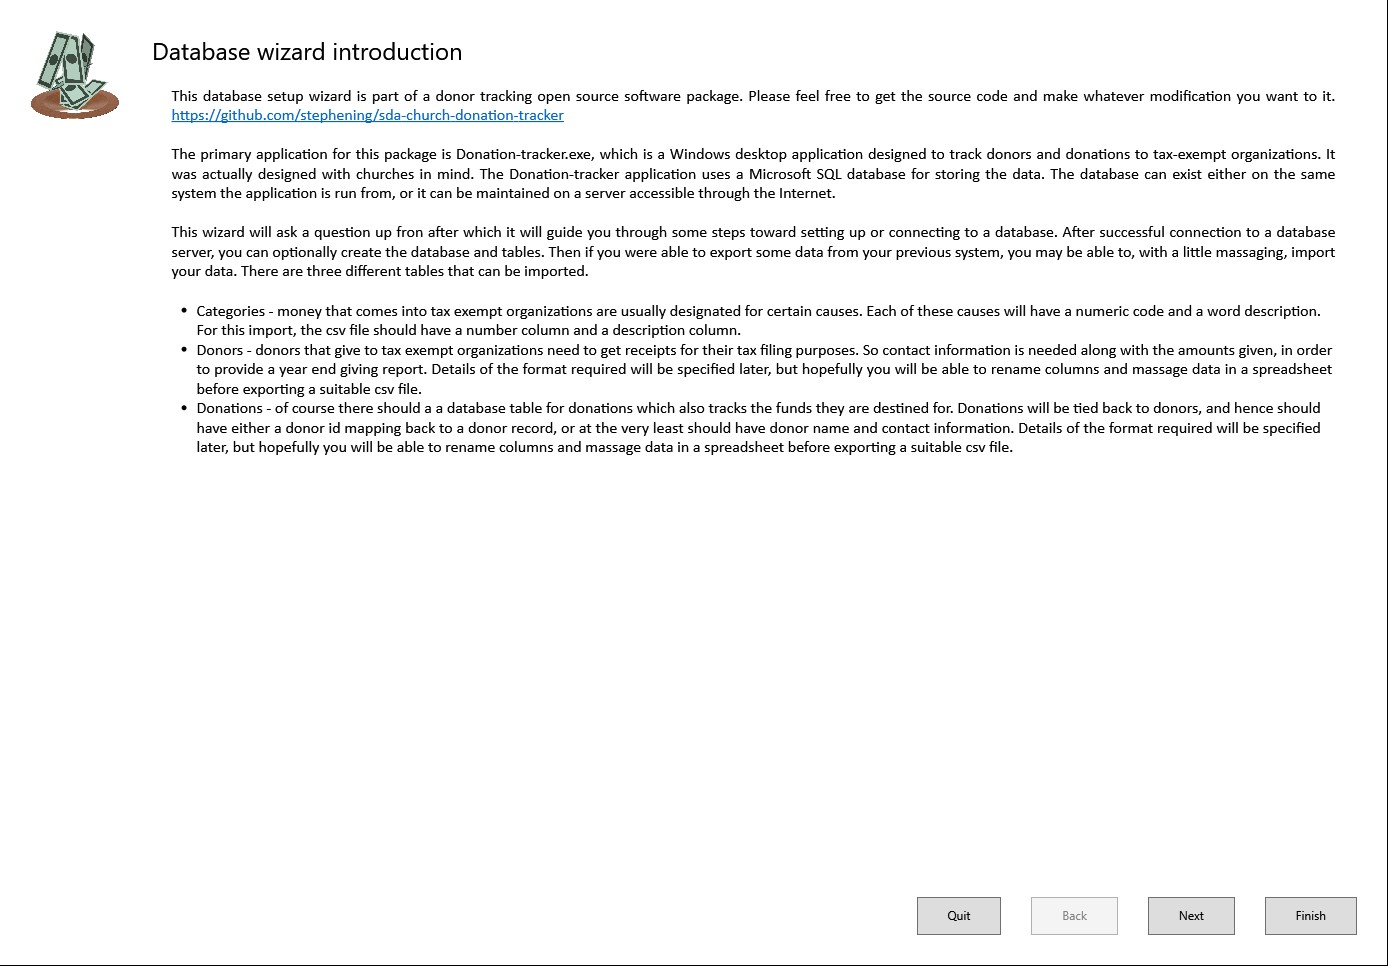 Database wizard introduction
This database setup wizard is part of a donor tracking open source software package. Please feel free to get the source code and make whatever modification you want to it.
https://github.com/stephening/sda-church-donation-tracker
The primary application for this package is Donation-tracker.exe, which is a Windows desktop application designed to track donors and donations to tax-exempt organizations. It
was actually designed with churches in mind. The Donation-tracker application uses a Microsoft SQL database for storing the data. The database can exist either on the same
system the application is run from, or it can be maintained on a server accessible through the Internet.
This wizard will ask a question up fron after which it will guide you through some steps toward setting up or connecting to a database. After successful connection to a database
server, you can optionally create the database and tables. Then if you were able to export some data from your previous system, you may be able to, with a little massaging, import
your data. There are three different tables that can be imported.
• Categories - money that comes into tax exempt organizations are usually designated for certain causes. Each of these causes will have a numeric code and a word description.
For this import, the csv file should have a number column and a description column.
• Donors - donors that give to tax exempt organizations need to get receipts for their tax filing purposes. So contact information is needed along with the amounts given, in order
to provide a year end giving report. Details of the format required will be specified later, but hopefully you will be able to rename columns and massage data in a spreadsheet
before exporting a suitable csv file.
• Donations - of course there should a a database table for donations which also tracks the funds they are destined for. Donations will be tied back to donors, and hence should
have either a donor id mapping back to a donor record, or at the very least should have donor name and contact information. Details of the format required will be specified
later, but hopefully you will be able to rename columns and massage data in a spreadsheet before exporting a suitable csv file.
Quit
Back
Next
Finish